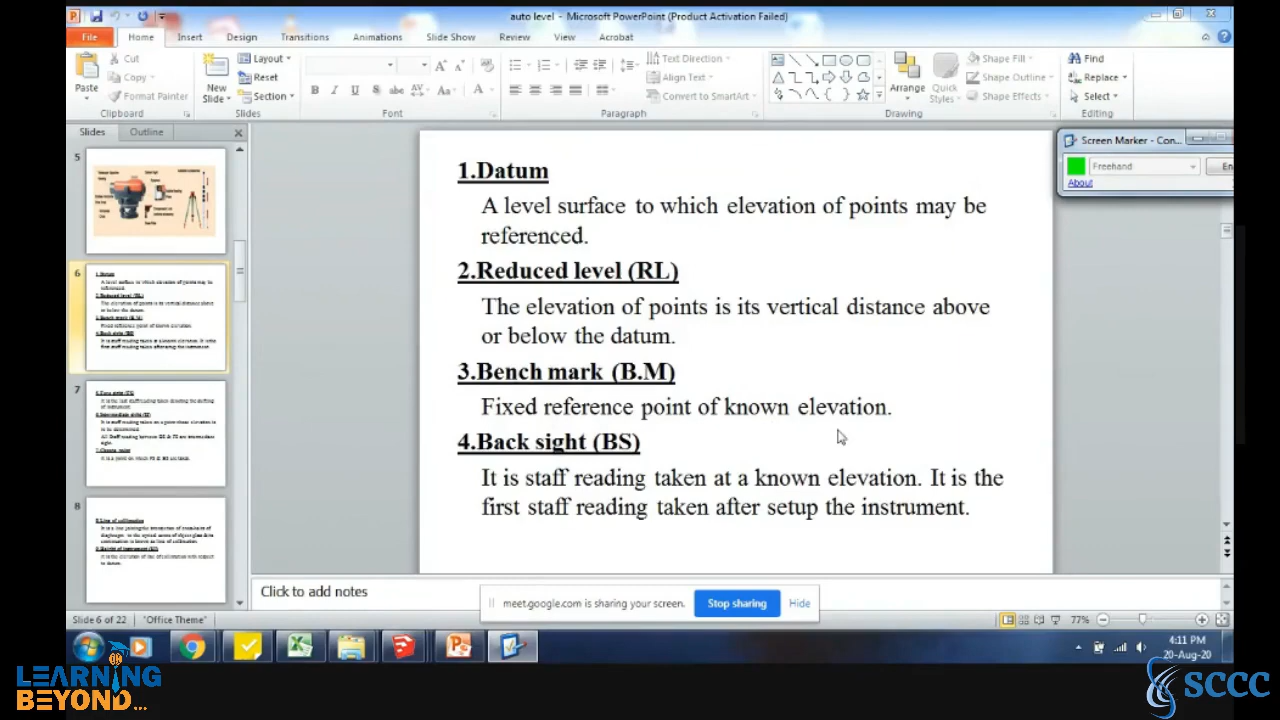 auto level - Microsoft PowerPoint (Product Activation Failed)
File Home Insert Design Transitions Animations Slide Show Review View Acrobat
Paste
Cut
Copy
Format Painter
Clipboard
New Slide
Layout
Reset
Section
Slides
Font
Text Direction
Align Text
Convert to SmartArt
Paragraph
Arrange
Quick Styles
Shape Fill
Shape Outline
Shape Effects
Drawing
Find
Replace
Select
Editing
Slides Outline
5
6
7
8
1.Datum
A level surface to which elevation of points may be
referenced.
2.Reduced level (RL)
The elevation of points is its vertical distance above
or below the datum.
3.Bench mark (B.M)
Fixed reference point of known elevation.
4.Back sight (BS)
It is staff reading taken at a known elevation. It is the
first staff reading taken after setup the instrument.
Screen Marker - Con...
Freehand
En
About
Click to add notes
meet.google.com is sharing your screen. Stop sharing Hide
Slide 6 of 22 "Office Theme" 77%
4:11 PM
20-Aug-20
LEARNING
BEYOND...
SCCC